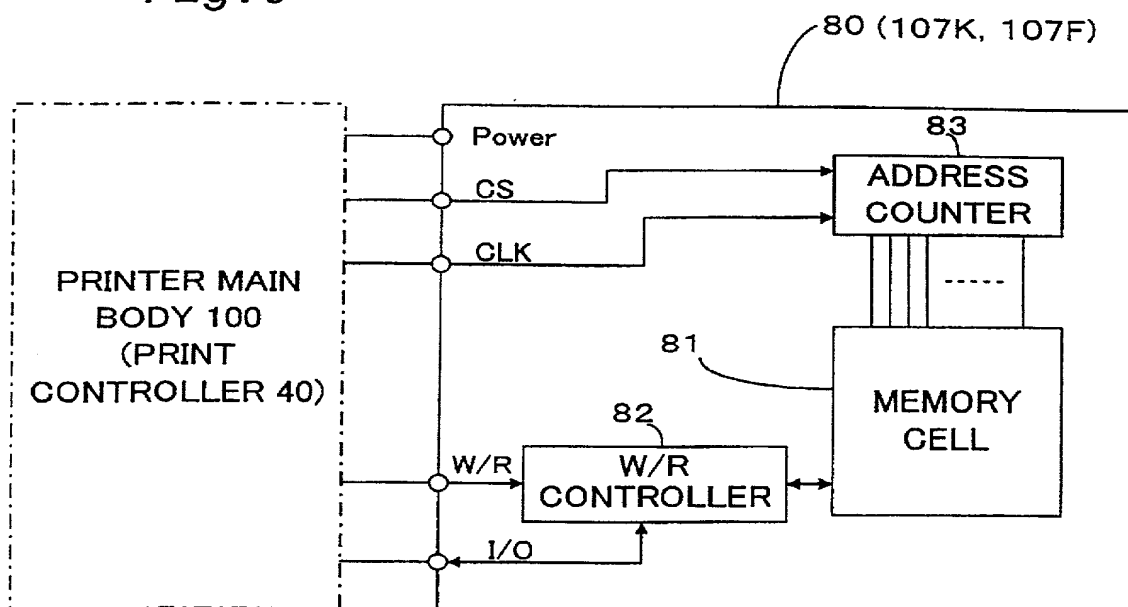 80 (107K, 107F)
Power
83
CS
ADDRESS
COUNTER
CLK
PRINTER MAIN
BODY 100
(PRINT
CONTROLLER 40)
81
MEMORY
CELL
82
W/R
W/R
CONTROLLER
I/O